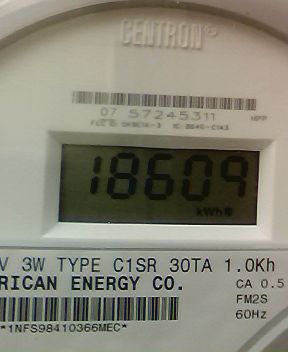 CENTRON®
07 57245311
18609
kWh
V 3W TYPE C1SR 30TA 1.0Kh
RICAN ENERGY CO. CA 0.5
FM2S
60Hz
*1NFS98410366MEC*